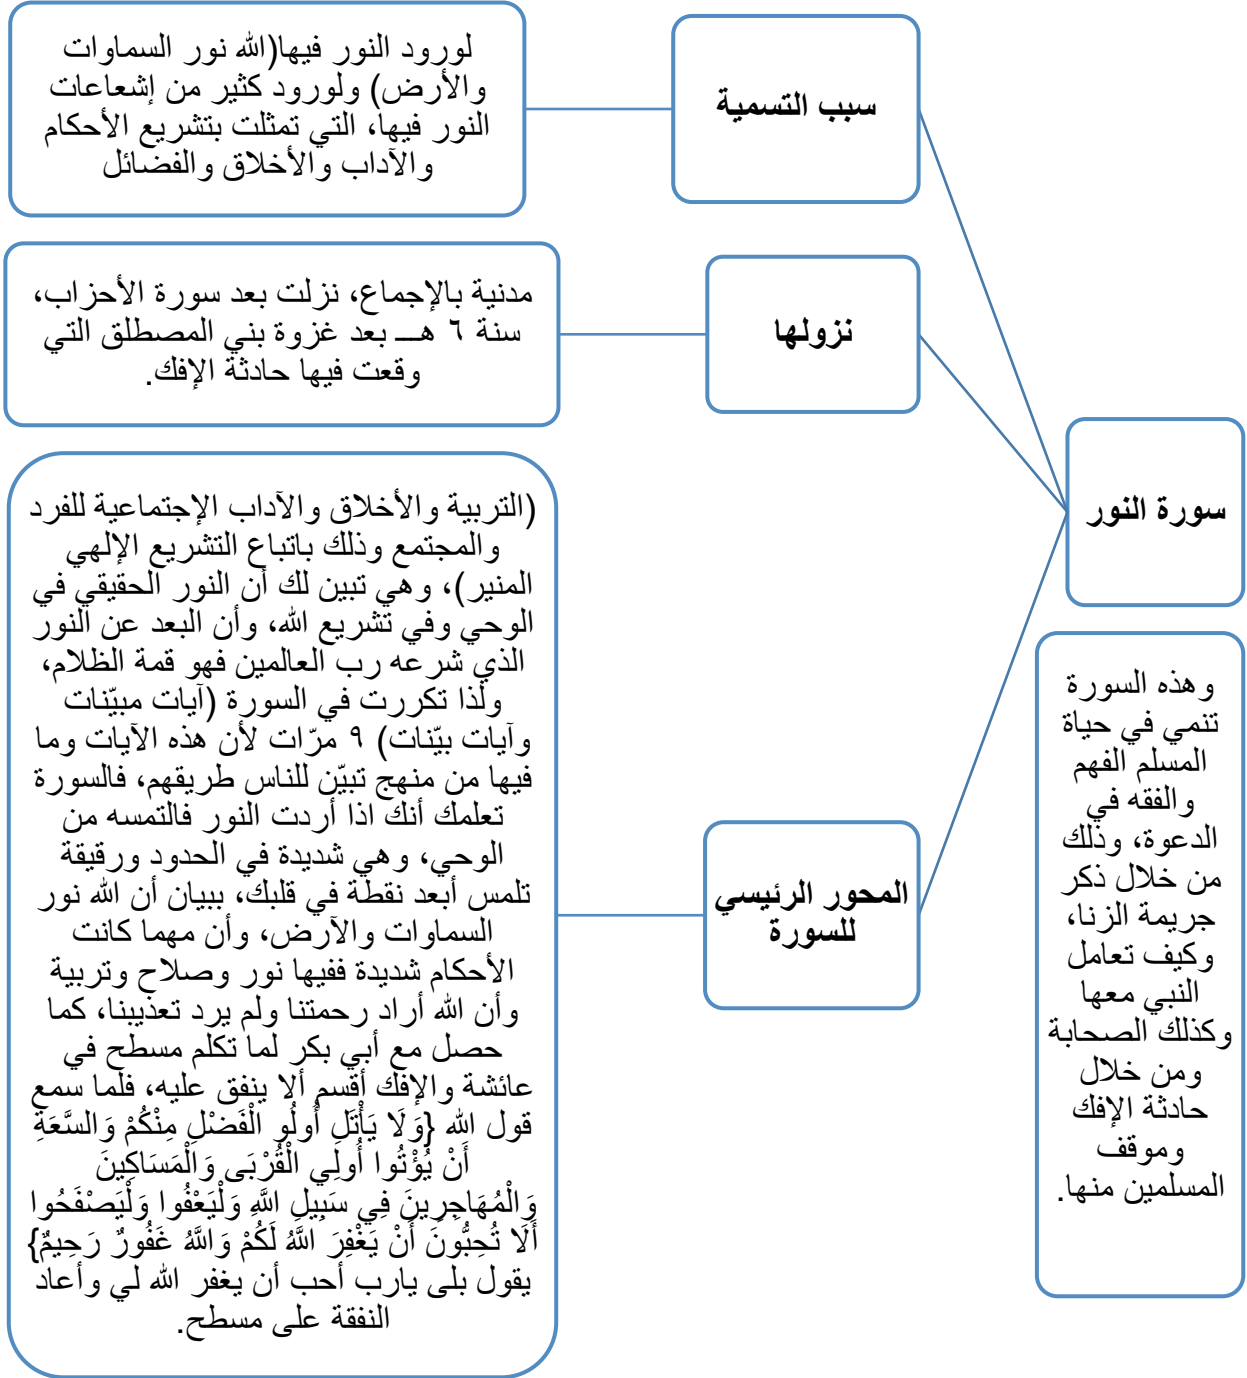 سورة النور
وهذه السورة
تنمي في حياة
المسلم الفهم
والفقه في
الدعوة، وذلك
من خلال ذكر
جريمة الزنا،
وكيف تعامل
النبي معها
وكذلك الصحابة
ومن خلال
حادثة الإفك
وموقف
المسلمين منها.
سبب التسمية
لورود النور فيها(الله نور السماوات
والأرض) ولورود كثير من إشعاعات
النور فيها، التي تمثلت بتشريع الأحكام
والآداب والأخلاق والفضائل
نزولها
مدنية بالإجماع، نزلت بعد سورة الأحزاب،
سنة ٦ هـــ بعد غزوة بني المصطلق التي
وقعت فيها حادثة الإفك.
المحور الرئيسي
للسورة
(التربية والأخلاق والآداب الإجتماعية للفرد
والمجتمع وذلك باتباع التشريع الإلهي
المنير)، وهي تبين لك أن النور الحقيقي في
الوحي وفي تشريع الله، وأن البعد عن النور
الذي شرعه رب العالمين فهو قمة الظلام،
ولذا تكررت في السورة (آيات مبيّنات
وآيات بيّنات) ٩ مرّات لأن هذه الآيات وما
فيها من منهج تبيّن للناس طريقهم، فالسورة
تعلمك أنك اذا أردت النور فالتمسه من
الوحي، وهي شديدة في الحدود ورقيقة
تلمس أبعد نقطة في قلبك، ببيان أن الله نور
السماوات والأرض، وأن مهما كانت
الأحكام شديدة ففيها نور وصلاح وتربية
وأن الله أراد رحمتنا ولم يرد تعذيبنا، كما
حصل مع أبي بكر لما تكلم مسطح في
عائشة والإفك أقسم ألا ينفق عليه، فلما سمع
قول الله {وَلَا يَأْتَلِ أُولُو الْفَضْلِ مِنْكُمْ وَالسَّعَةِ
أَنْ يُؤْتُوا أُولِي الْقُرْبَى وَالْمَسَاكِينَ
وَالْمُهَاجِرِينَ فِي سَبِيلِ اللَّهِ وَلْيَعْفُوا وَلْيَصْفَحُوا
أَلَا تُحِبُّونَ أَنْ يَغْفِرَ اللَّهُ لَكُمْ وَاللَّهُ غَفُورٌ رَحِيمٌ}
يقول بلى يارب أحب أن يغفر الله لي وأعاد
النفقة على مسطح.